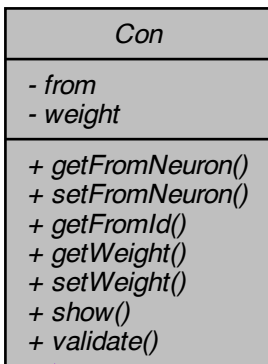 Con
- from
- weight
+ getFromNeuron()
+ setFromNeuron()
+ getFromId()
+ getWeight()
+ setWeight()
+ show()
+ validate()